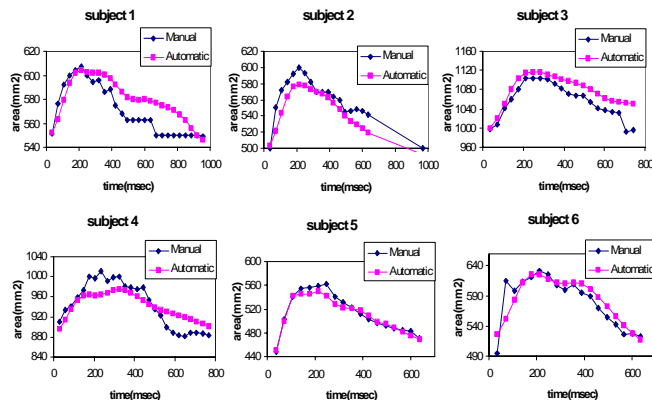 subject 1
Manual
Automatic
area(mm2)
620
600
580
560
540
0 200 400 600 800 1000
time(msec)
subject 2
Manual
Automatic
area(mm2)
620
600
580
560
540
520
500
0 200 400 600 800 1000
time(msec)
subject 3
Manual
Automatic
area(mm2)
1160
1120
1080
1040
1000
960
0 200 400 600 800
time(msec)
subject 4
Manual
Automatic
area(mm2)
1040
1000
960
920
880
840
0 200 400 600 800
time(msec)
subject 5
Manual
Automatic
area(mm2)
600
560
520
480
440
0 200 400 600
time(msec)
subject 6
Manual
Automatic
area(mm2)
640
590
540
490
0 200 400 600
time(msec)